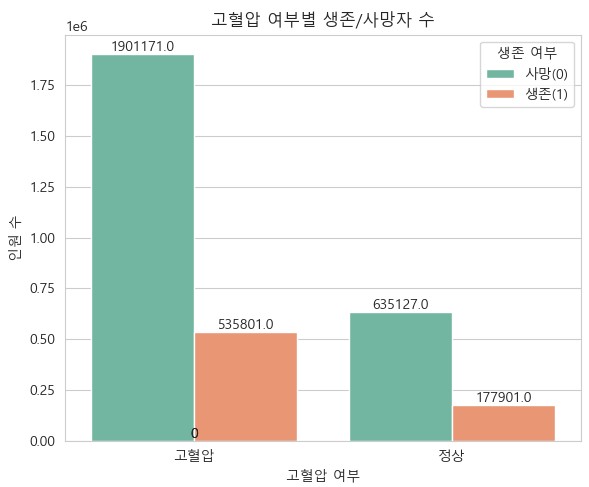 고혈압 여부별 생존/사망자 수
1e6
1901171.0
생존 여부
사망(0)
생존(1)
1.75
1.50
1.25
1.00
0.75
0.50
0.25
0.00
인원 수
635127.0
535801.0
177901.0
0
고혈압
정상
고혈압 여부